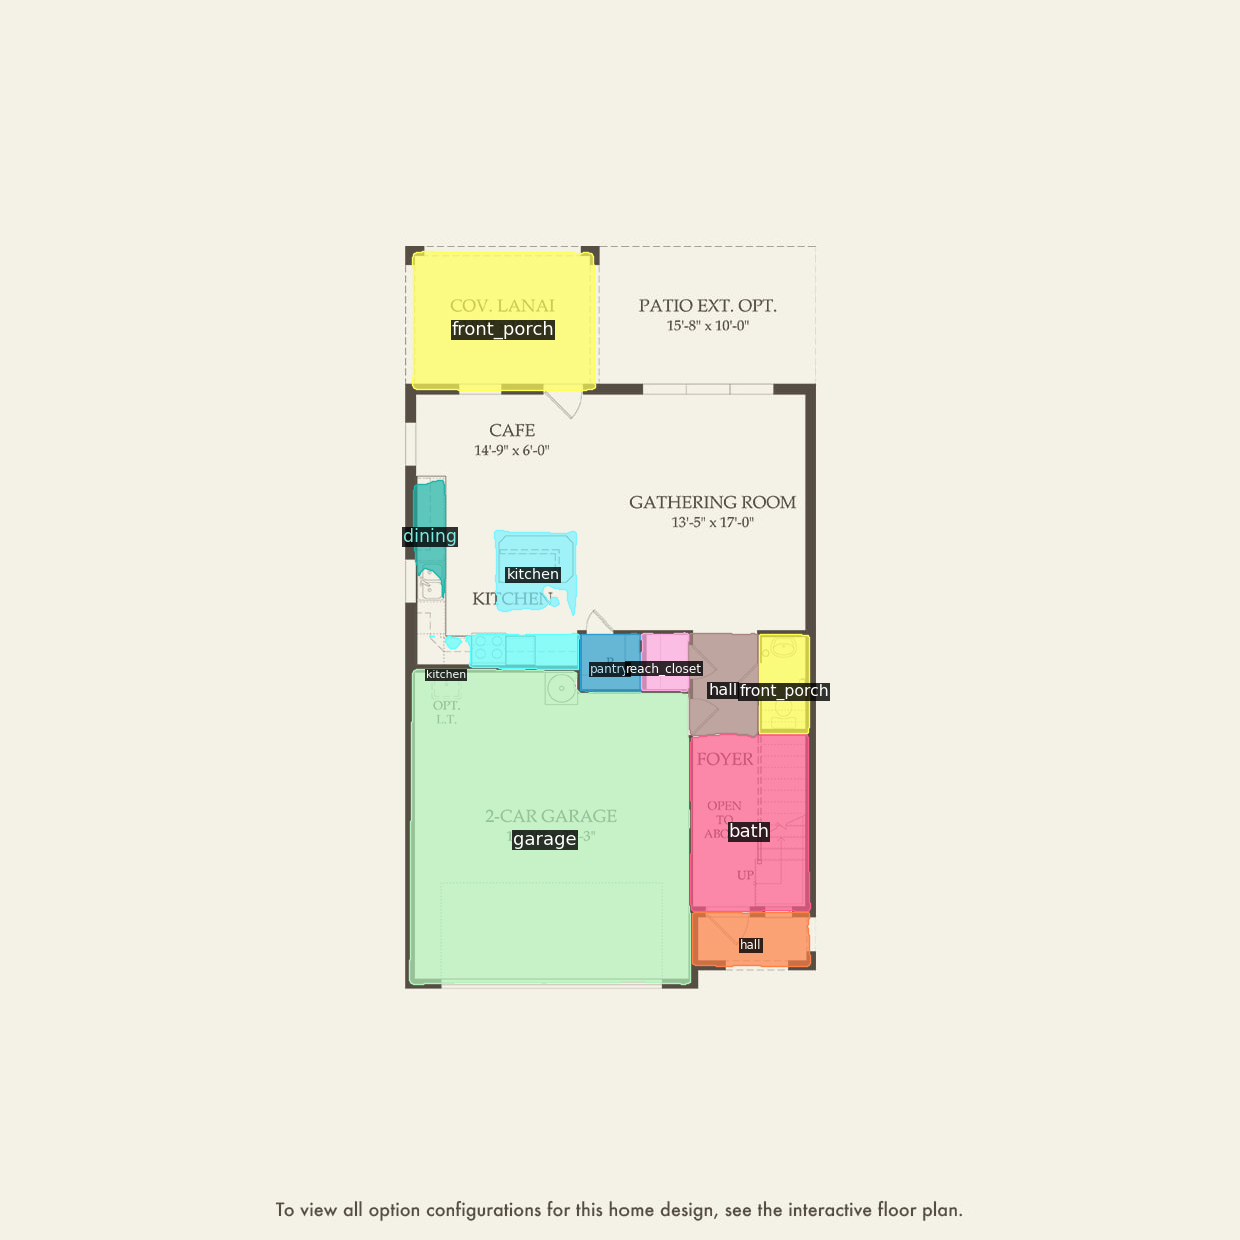 COV. LANAI
front_porch
PATIO EXT. OPT.
15'-8" x 10'-0"
CAFE
14'-9" x 6'-0"
GATHERING ROOM
13'-5" x 17'-0"
dining
kitchen
KITCHEN
pantry
reach_closet
kitchen
hall
front_porch
OPT.
L.T.
FOYER
OPEN
TO
2-CAR GARAGE
garage
bath
UP
hall
To view all option configurations for this home design, see the interactive floor plan.